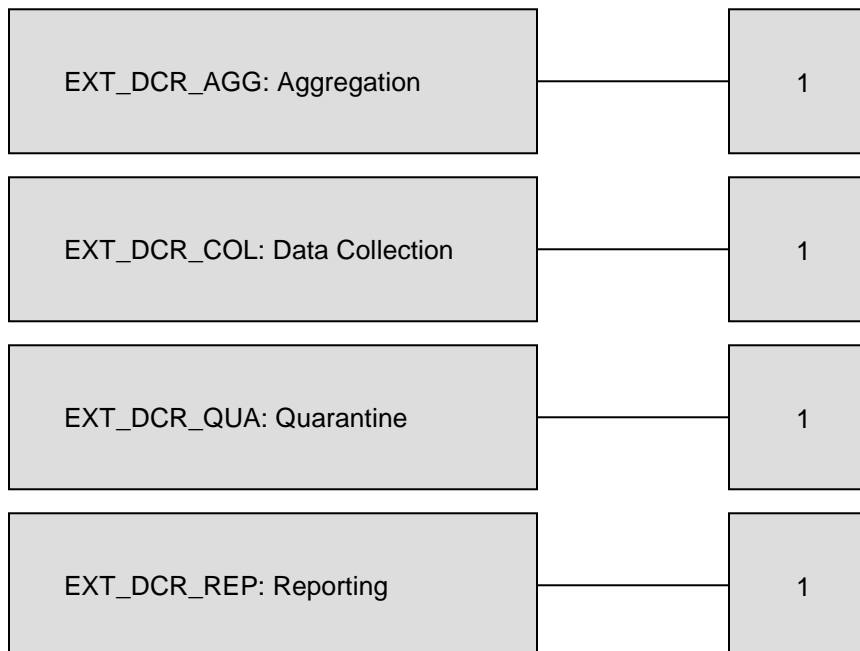 EXT_DCR_AGG: Aggregation 1
EXT_DCR_COL: Data Collection 1
EXT_DCR_QUA: Quarantine 1
EXT_DCR_REP: Reporting 1